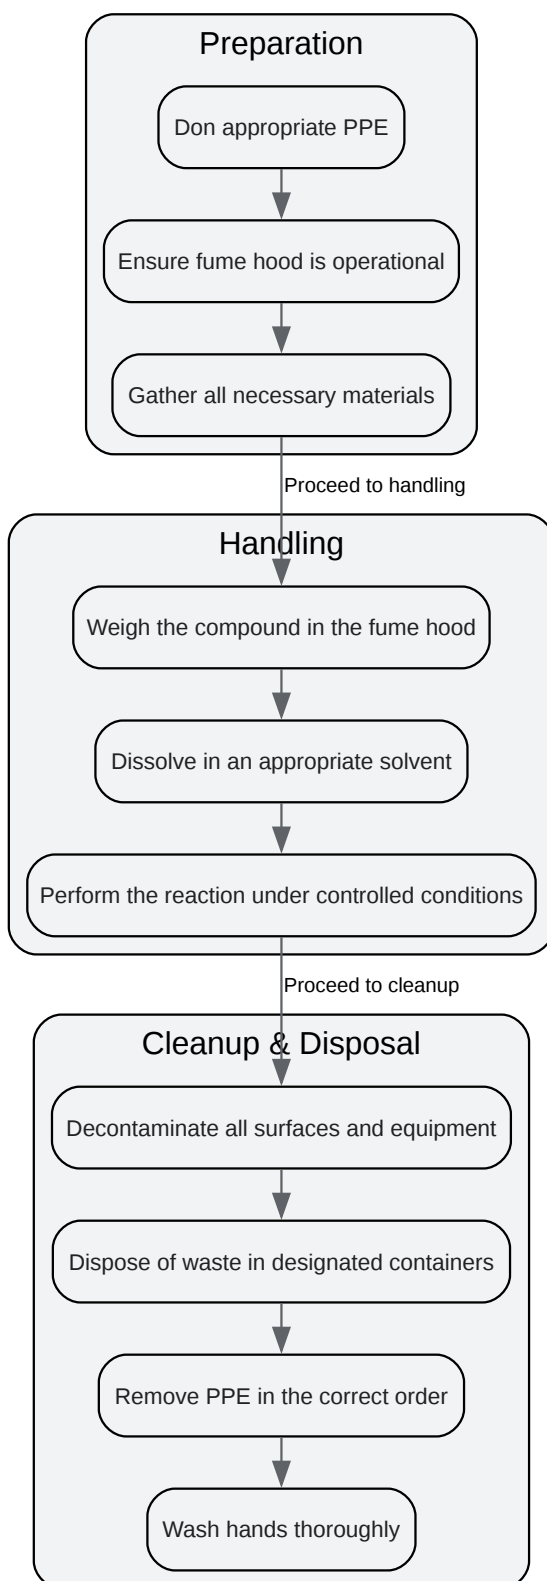 Preparation
Don appropriate PPE
Ensure fume hood is operational
Gather all necessary materials
Proceed to handling
Handling
Weigh the compound in the fume hood
Dissolve in an appropriate solvent
Perform the reaction under controlled conditions
Proceed to cleanup
Cleanup & Disposal
Decontaminate all surfaces and equipment
Dispose of waste in designated containers
Remove PPE in the correct order
Wash hands thoroughly